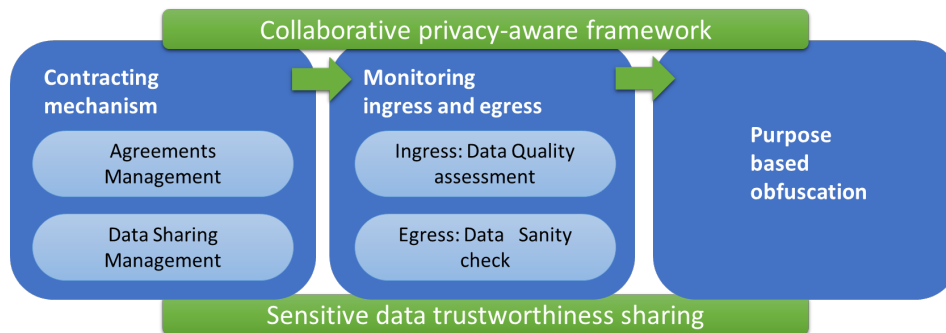 Collaborative privacy-aware framework
Contracting
mechanism
Agreements
Management
Data Sharing
Management
Monitoring
ingress and egress
Ingress: Data Quality
assessment
Egress: Data Sanity
check
Purpose
based
obfuscation
Sensitive data trustworthiness sharing